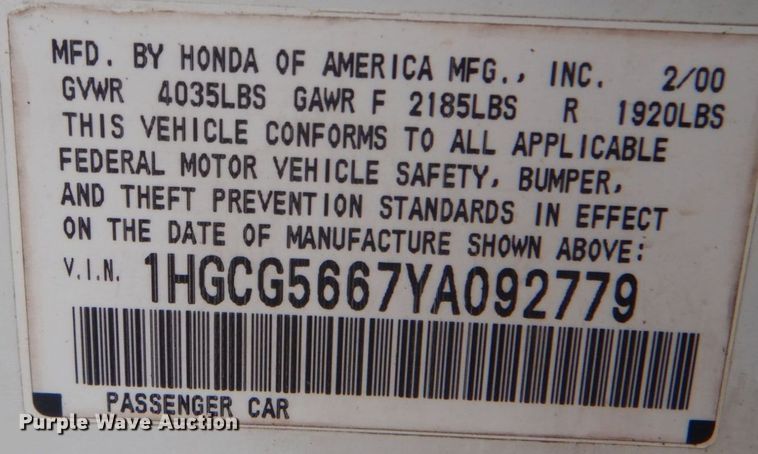 MFD. BY HONDA OF AMERICA MFG., INC. 2/00
GVWR 4035LBS GAWR F 2185LBS R 1920LBS
THIS VEHICLE CONFORMS TO ALL APPLICABLE
FEDERAL MOTOR VEHICLE SAFETY, BUMPER,
AND THEFT PREVENTION STANDARDS IN EFFECT
ON THE DATE OF MANUFACTURE SHOWN ABOVE:
V.I.N. 1HGCG5667YA092779
PASSENGER CAR
Purple Wave Auction